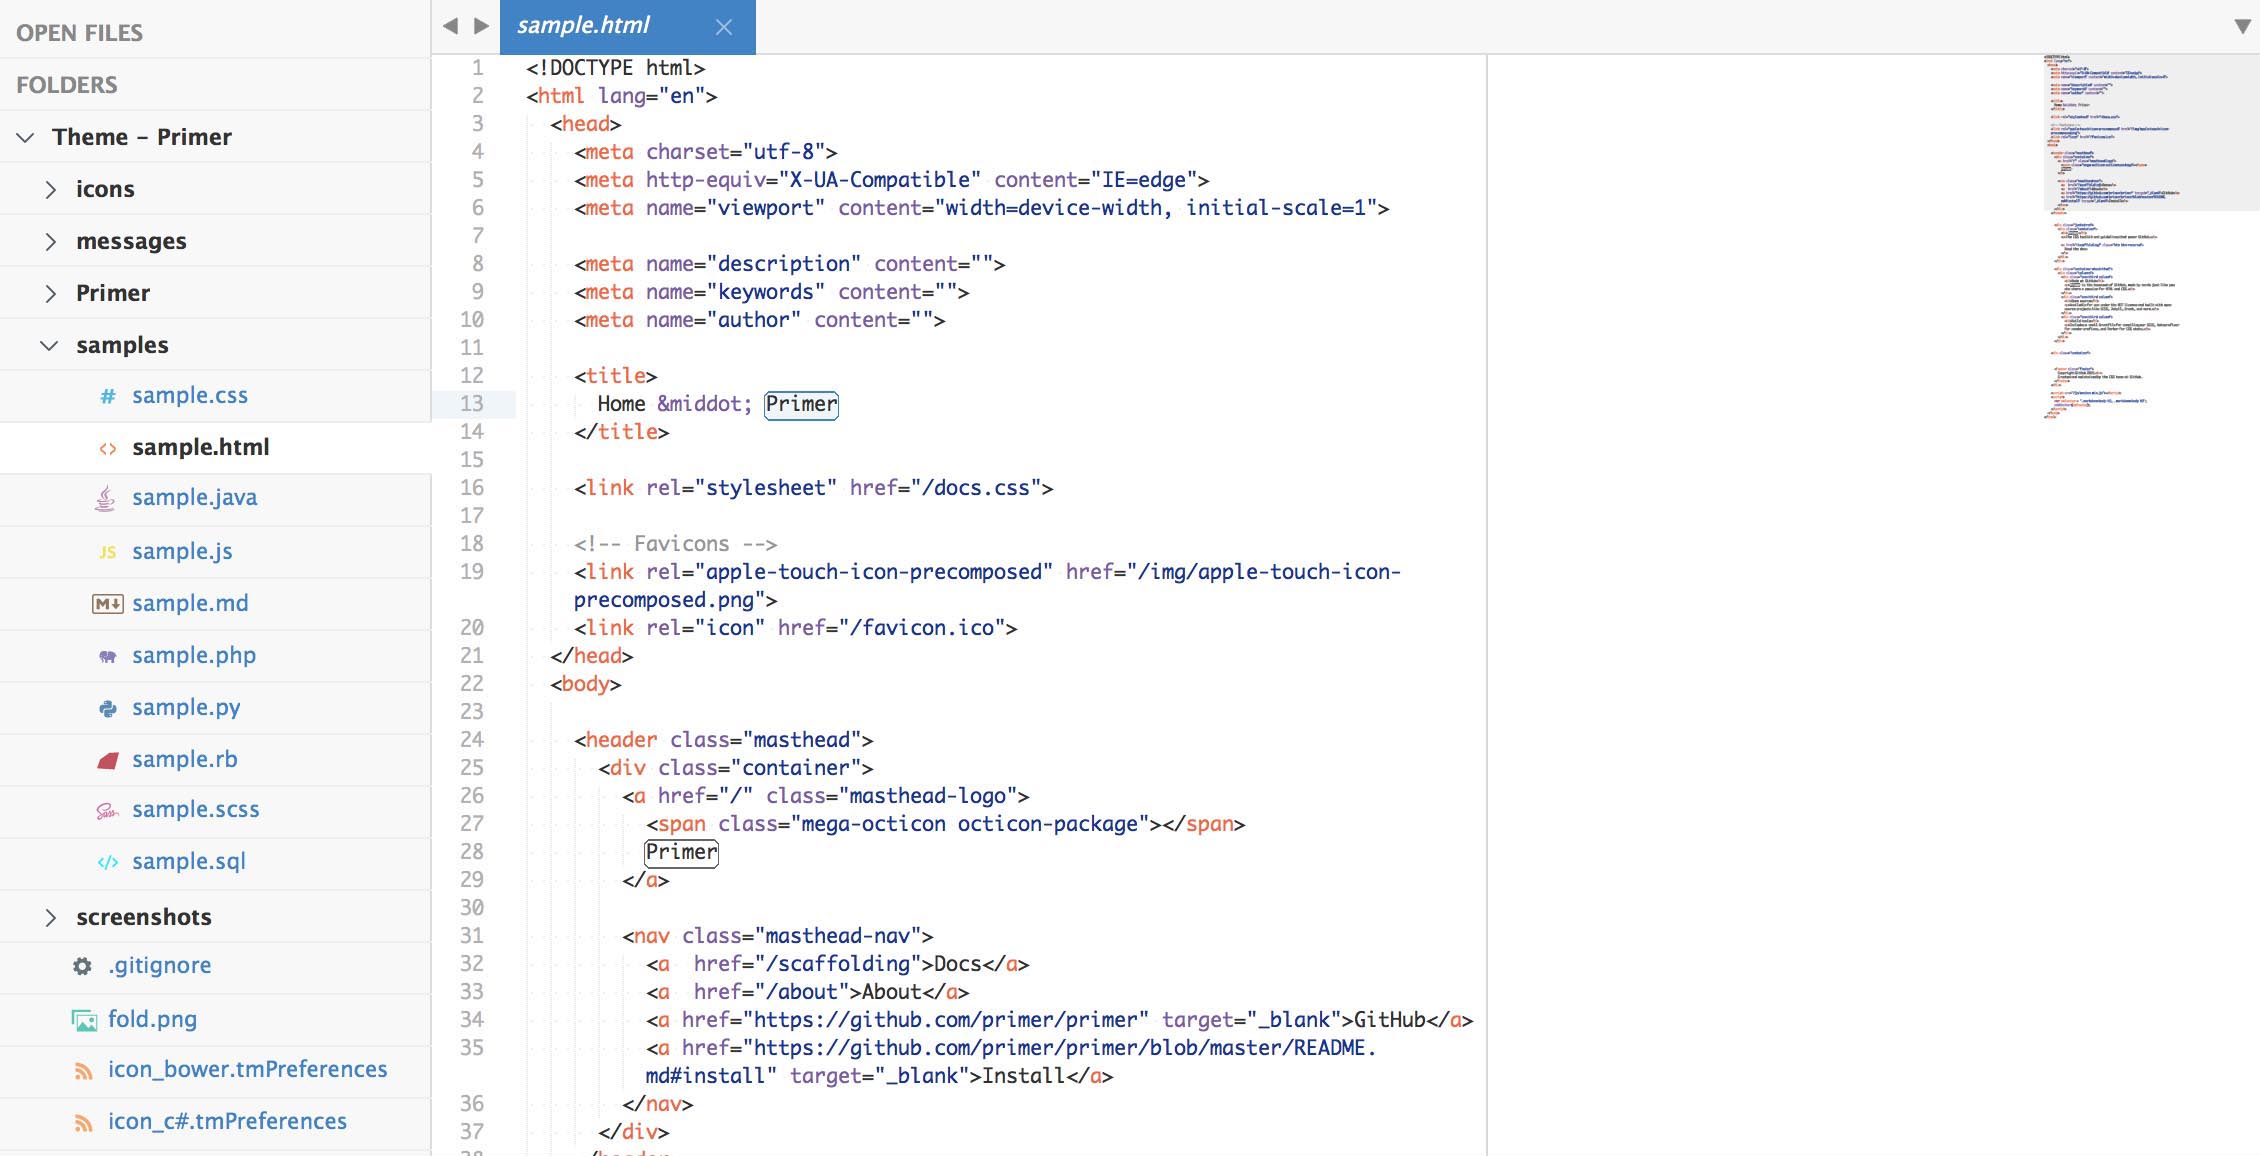 OPEN FILES
FOLDERS
Theme – Primer
icons
messages
Primer
samples
# sample.css
<> sample.html
sample.java
JS sample.js
M sample.md
sample.php
sample.py
sample.rb
Sass sample.scss
</> sample.sql
screenshots
.gitignore
fold.png
icon_bower.tmPreferences
icon_c#.tmPreferences
sample.html
1 <!DOCTYPE html>
2 <html lang="en">
3 <head>
4 <meta charset="utf-8">
5 <meta http-equiv="X-UA-Compatible" content="IE=edge">
6 <meta name="viewport" content="width=device-width, initial-scale=1">
7
8 <meta name="description" content="">
9 <meta name="keywords" content="">
10 <meta name="author" content="">
11
12 <title>
13 Home &middot; Primer
14 </title>
15
16 <link rel="stylesheet" href="/docs.css">
17
18 <!-- Favicons -->
19 <link rel="apple-touch-icon-precomposed" href="/img/apple-touch-icon-
precomposed.png">
20 <link rel="icon" href="/favicon.ico">
21 </head>
22 <body>
23
24 <header class="masthead">
25 <div class="container">
26 <a href="/" class="masthead-logo">
27 <span class="mega-octicon octicon-package"></span>
28 Primer
29 </a>
30
31 <nav class="masthead-nav">
32 <a  href="/scaffolding">Docs</a>
33 <a  href="/about">About</a>
34 <a href="https://github.com/primer/primer" target="_blank">GitHub</a>
35 <a href="https://github.com/primer/primer/blob/master/README.
md#install" target="_blank">Install</a>
36 </nav>
37 </div>